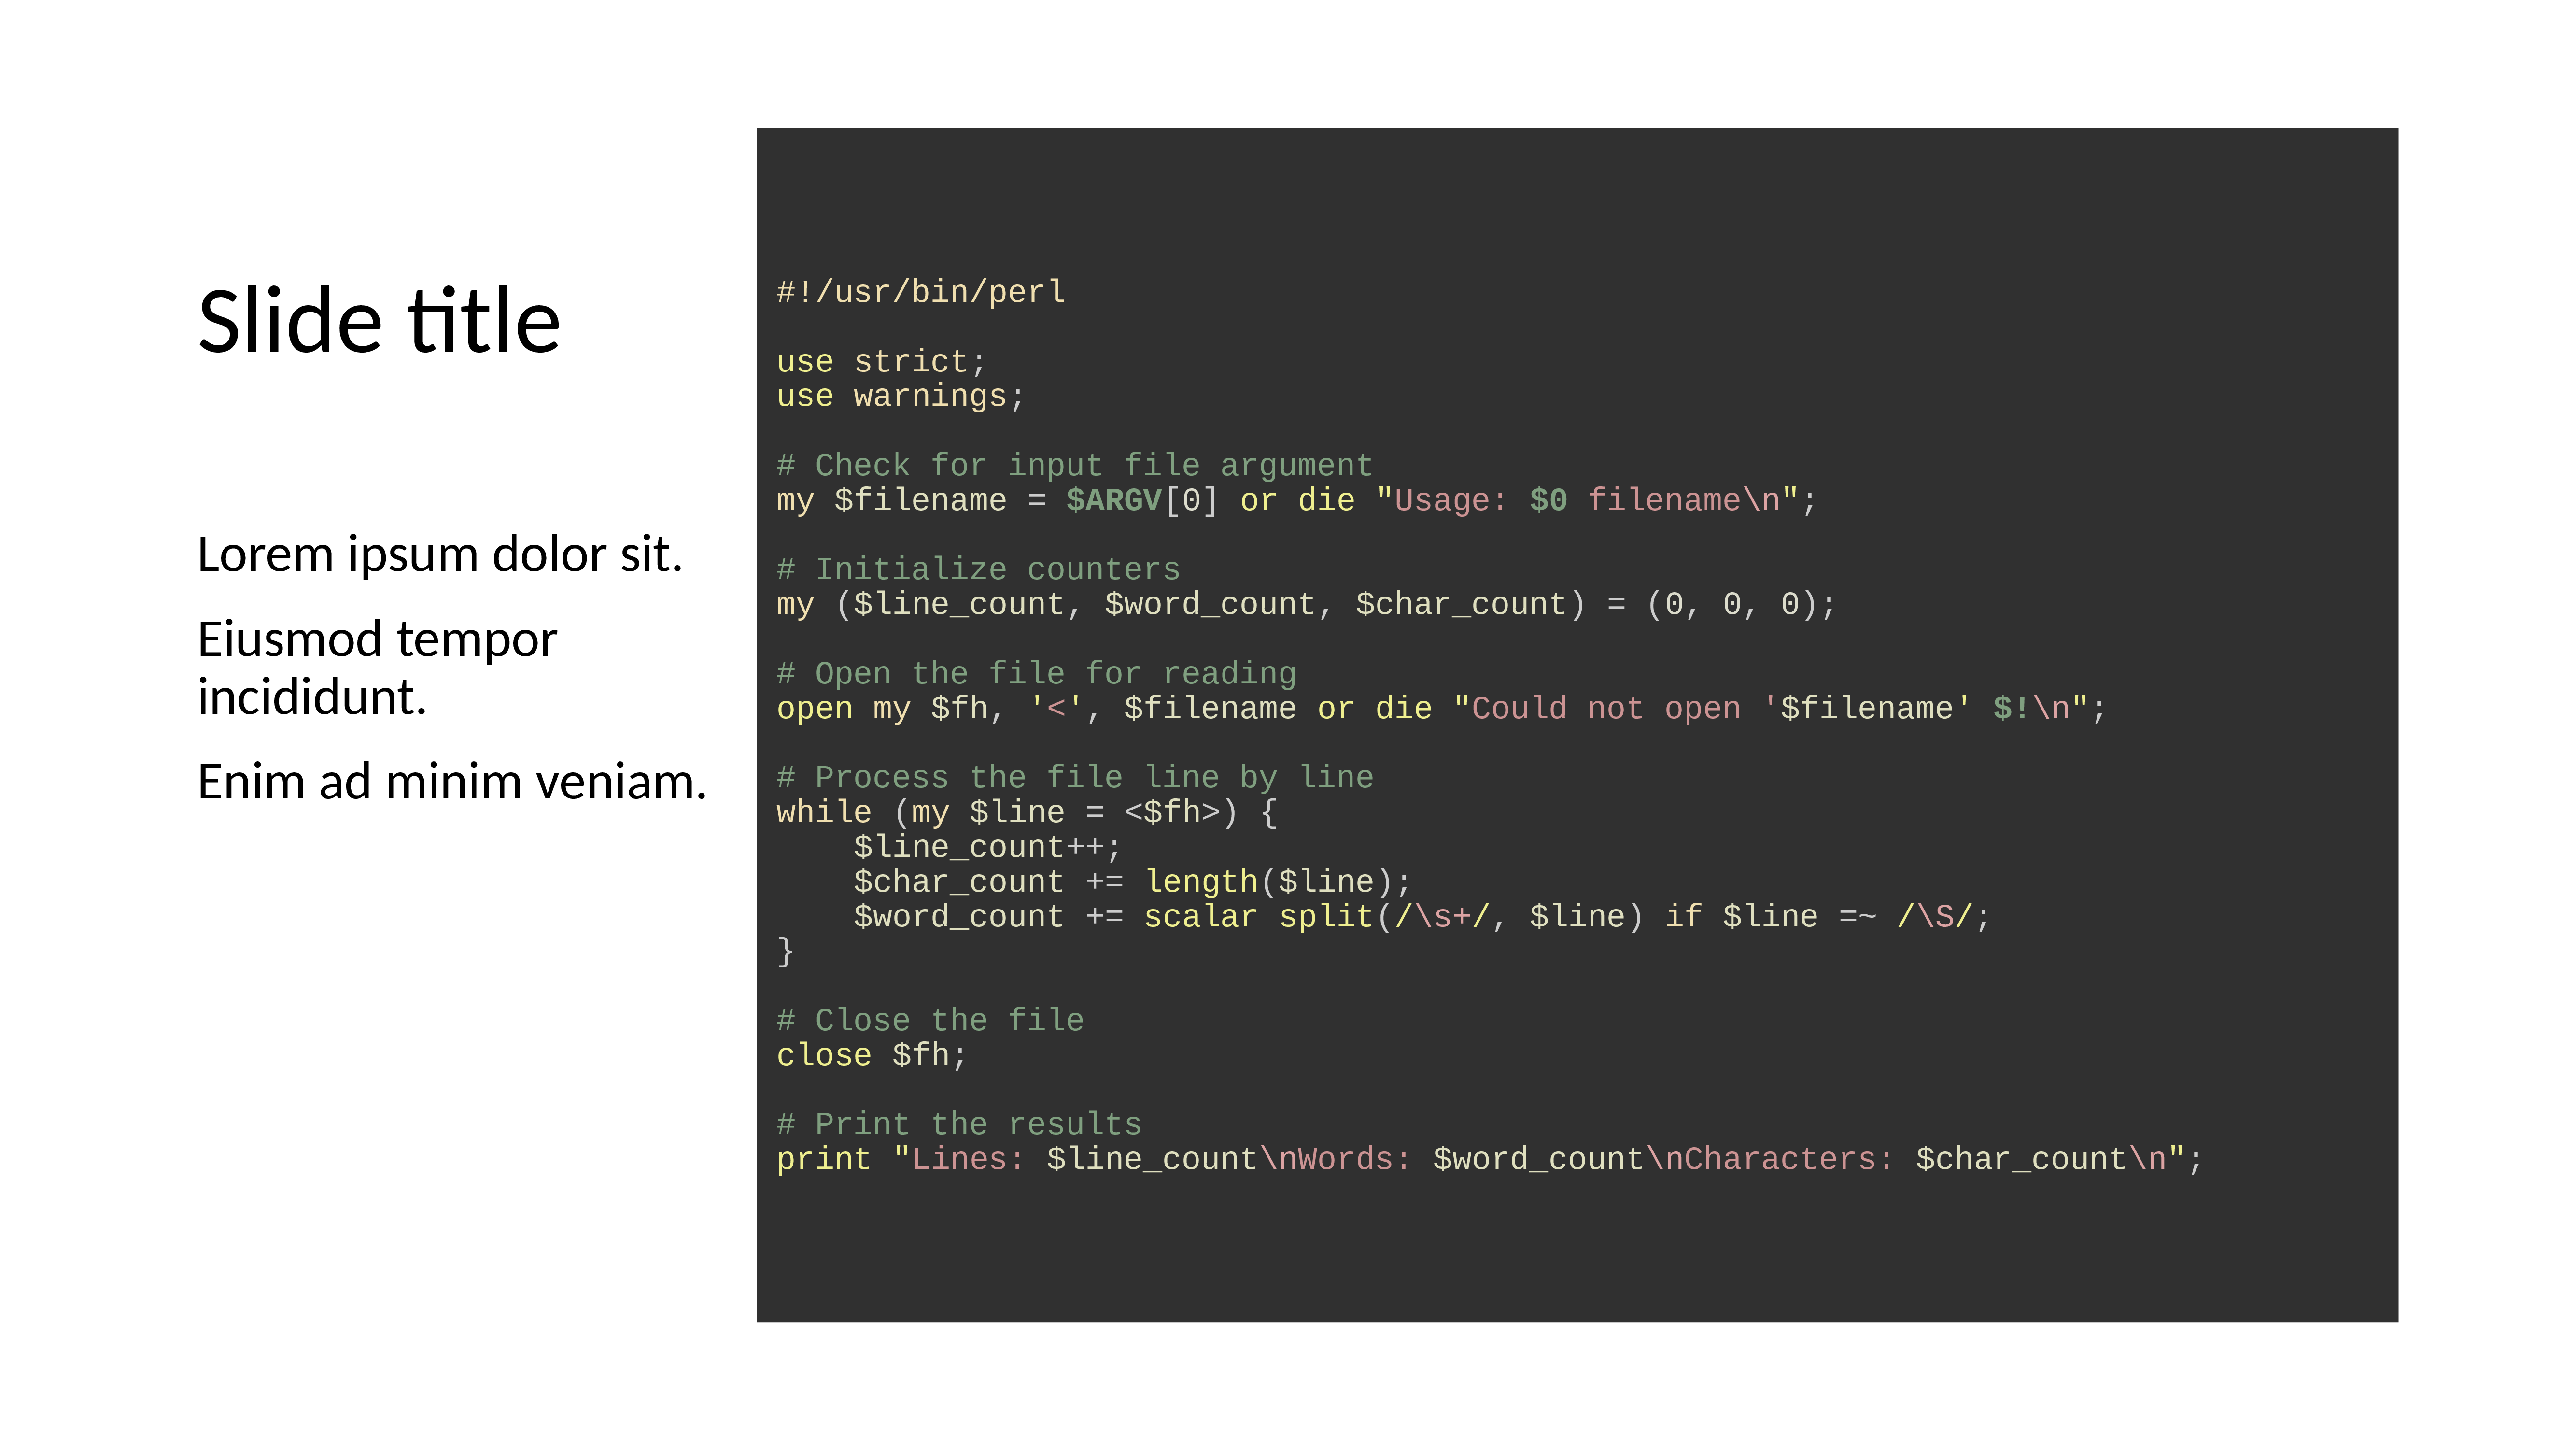 Slide title
Lorem ipsum dolor sit.
Eiusmod tempor
incididunt.
Enim ad minim veniam.
#!/usr/bin/perl

use strict;
use warnings;

# Check for input file argument
my $filename = $ARGV[0] or die "Usage: $0 filename\n";

# Initialize counters
my ($line_count, $word_count, $char_count) = (0, 0, 0);

# Open the file for reading
open my $fh, '<', $filename or die "Could not open '$filename' $!\n";

# Process the file line by line
while (my $line = <$fh>) {
    $line_count++;
    $char_count += length($line);
    $word_count += scalar split(/\s+/, $line) if $line =~ /\S/;
}

# Close the file
close $fh;

# Print the results
print "Lines: $line_count\nWords: $word_count\nCharacters: $char_count\n";